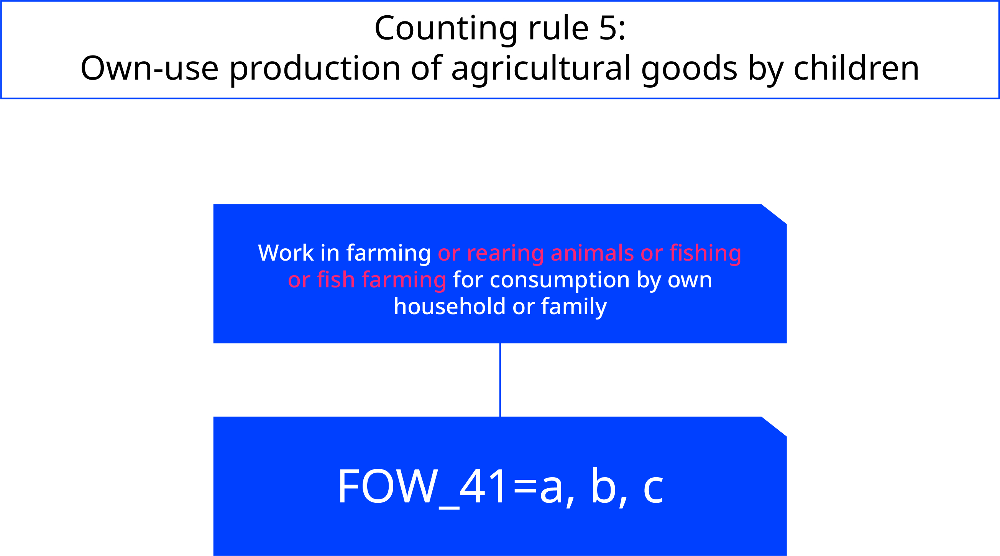 Counting rule 5:
Own-use production of agricultural goods by children
Work in farming or rearing animals or fishing
or fish farming for consumption by own
household or family
FOW_41=a, b, c